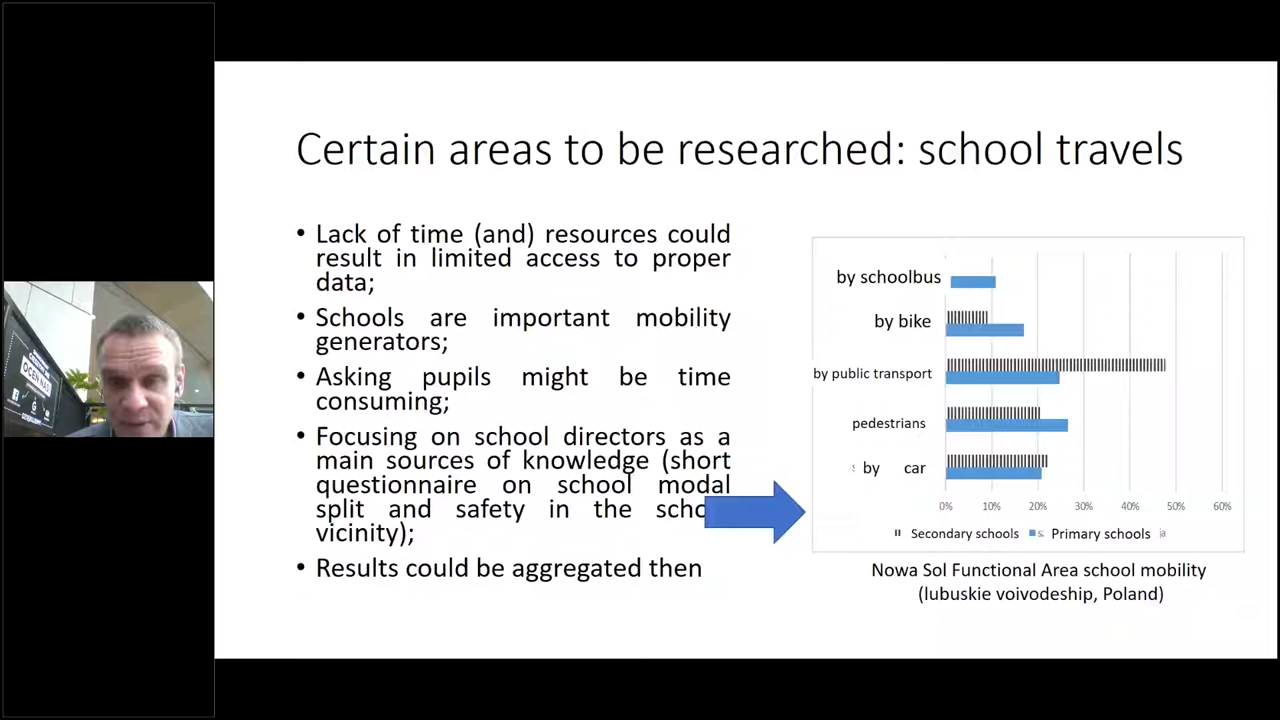 Certain areas to be researched: school travels
• Lack of time (and) resources could
result in limited access to proper
data;
• Schools are important mobility
generators;
• Asking pupils might be time
consuming;
• Focusing on school directors as a
main sources of knowledge (short
questionnaire on school modal
split and safety in the scho
vicinity);
• Results could be aggregated then
by schoolbus
by bike
by public transport
pedestrians
by car
0% 10% 20% 30% 40% 50% 60%
Secondary schools Primary schools
Nowa Sol Functional Area school mobility
(lubuskie voivodeship, Poland)
OCEŃ NAS